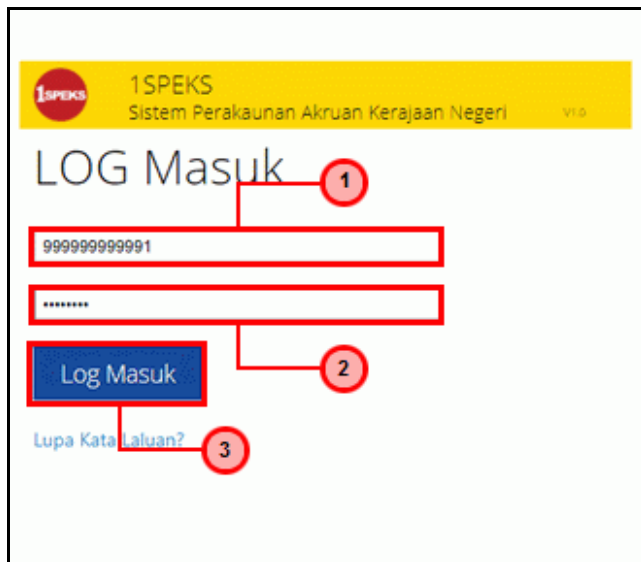 1SPEKS
1SPEKS
Sistem Perakaunan Akruan Kerajaan Negeri V1.0
LOG Masuk
1
999999999991
••••••••
2
Log Masuk
Lupa Kata Laluan?
3